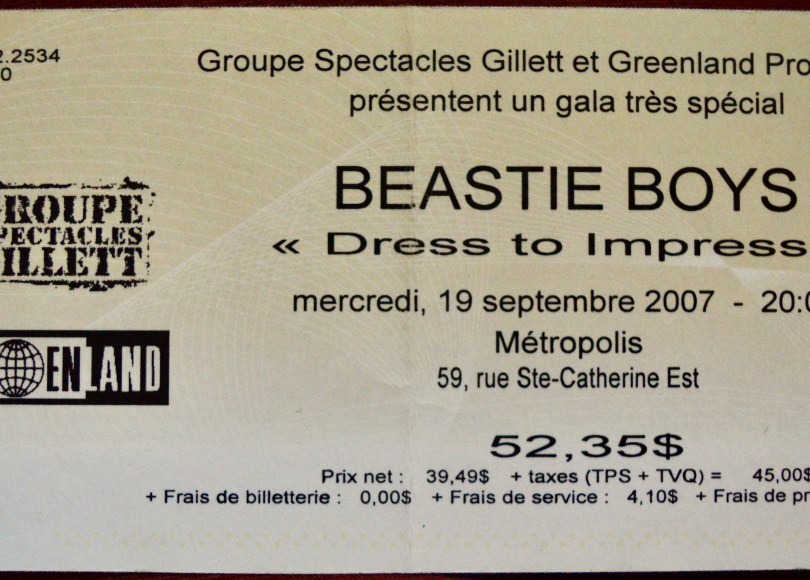 2.2534
0
Groupe Spectacles Gillett et Greenland Pro
présentent un gala très spécial
BEASTIE BOYS
« Dress to Impress
mercredi, 19 septembre 2007 - 20:0
Métropolis
59, rue Ste-Catherine Est
52,35$
Prix net : 39,49$ + taxes (TPS + TVQ) = 45,00$
+ Frais de billetterie : 0,00$ + Frais de service : 4,10$ + Frais de pr
ROUPE
PECTACLES
ILLETT
ENLAND